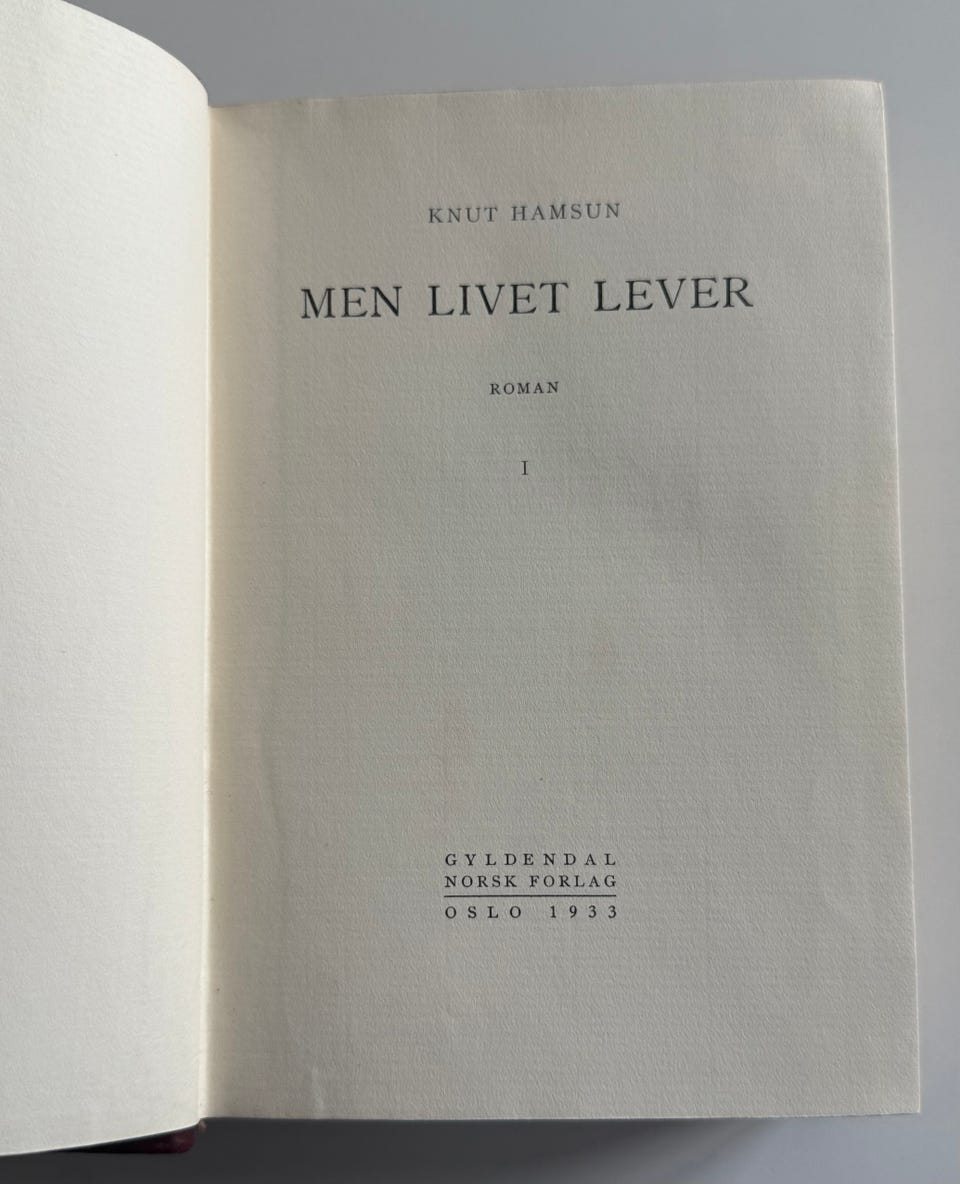 KNUT HAMSUN
MEN LIVET LEVER
ROMAN
I
GYLDENDAL
NORSK FORLAG
OSLO 1933